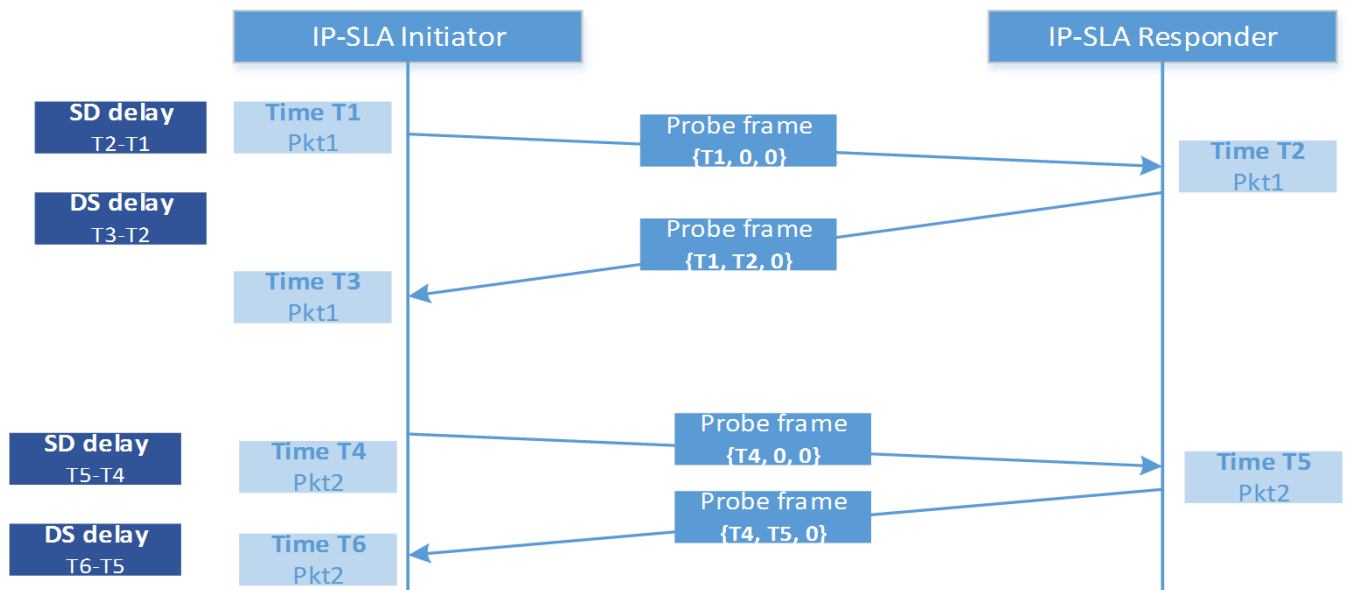 IP-SLA Initiator
IP-SLA Responder
SD delay
T2-T1
Time T1
Pkt1
Probe frame
{T1, 0, 0}
Time T2
Pkt1
DS delay
T3-T2
Probe frame
{T1, T2, 0}
Time T3
Pkt1
SD delay
T5-T4
Time T4
Pkt2
Probe frame
{T4, 0, 0}
Time T5
Pkt2
DS delay
T6-T5
Time T6
Pkt2
Probe frame
{T4, T5, 0}